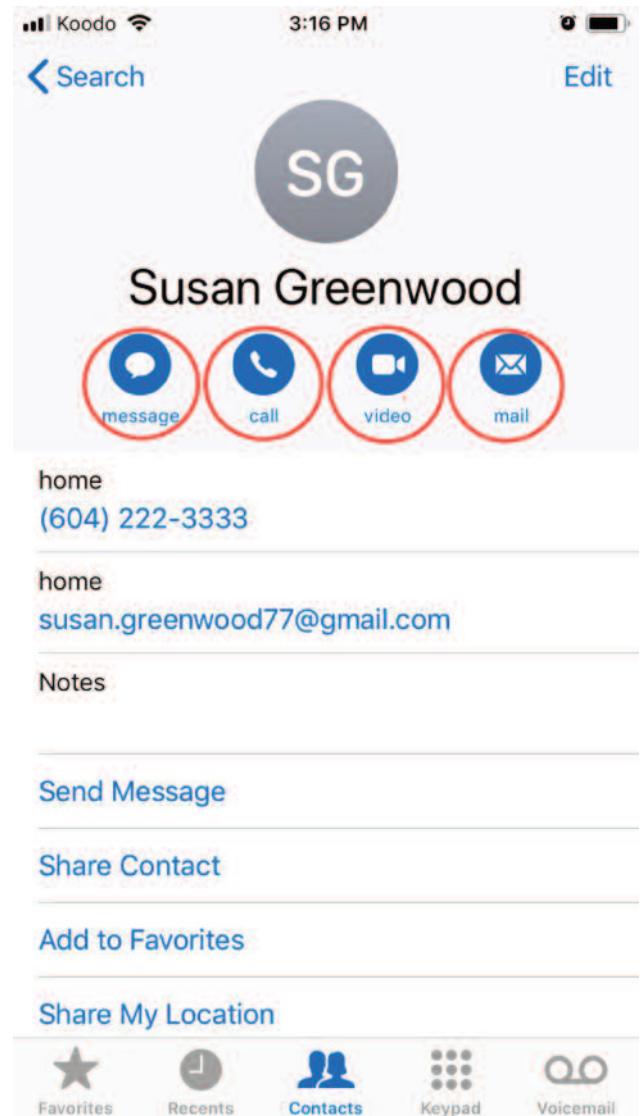 Koodo 3:16 PM
Search Edit
SG
Susan Greenwood
message call video mail
home
(604) 222-3333
home
susan.greenwood77@gmail.com
Notes
Send Message
Share Contact
Add to Favorites
Share My Location
Favorites Recents Contacts Keypad Voicemail